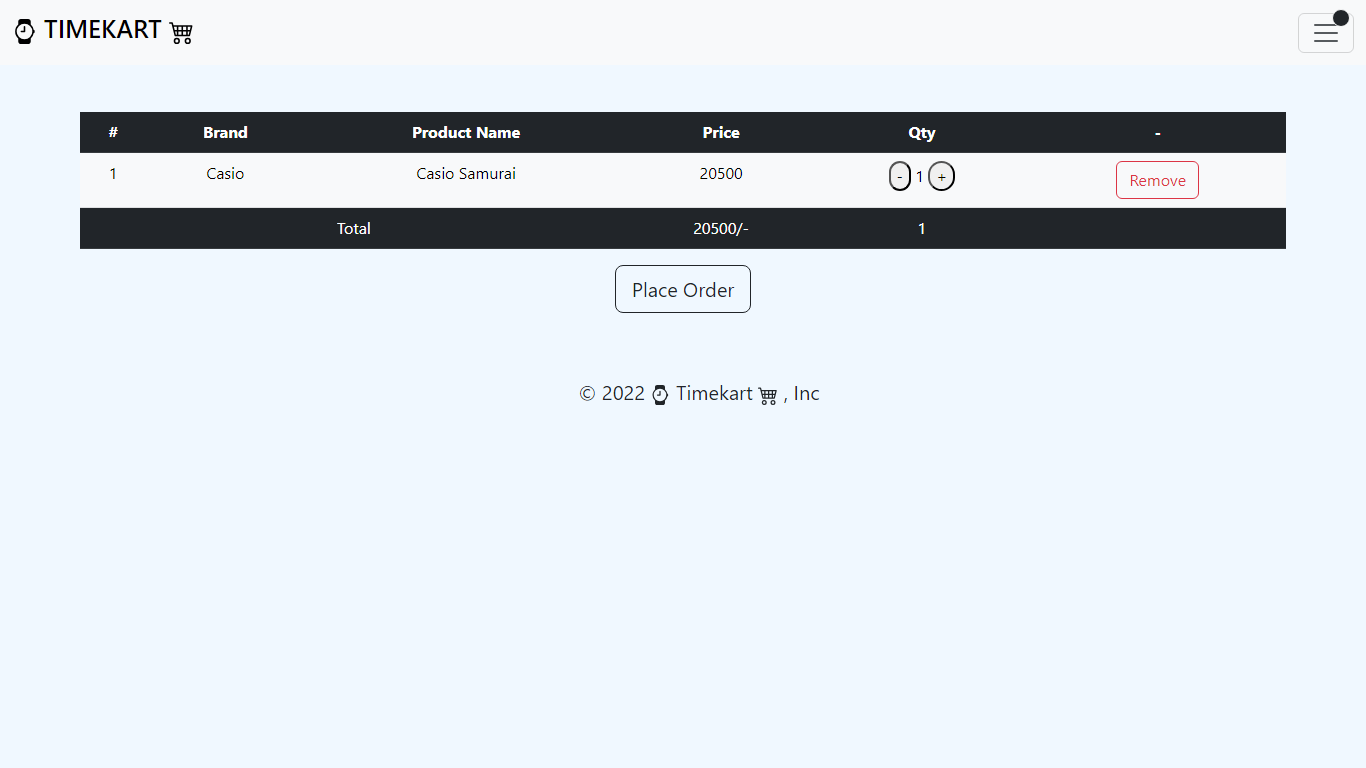 TIMEKART
# Brand Product Name Price Qty -
1 Casio Casio Samurai 20500 - 1 + Remove
Total 20500/- 1
Place Order
© 2022 Timekart , Inc